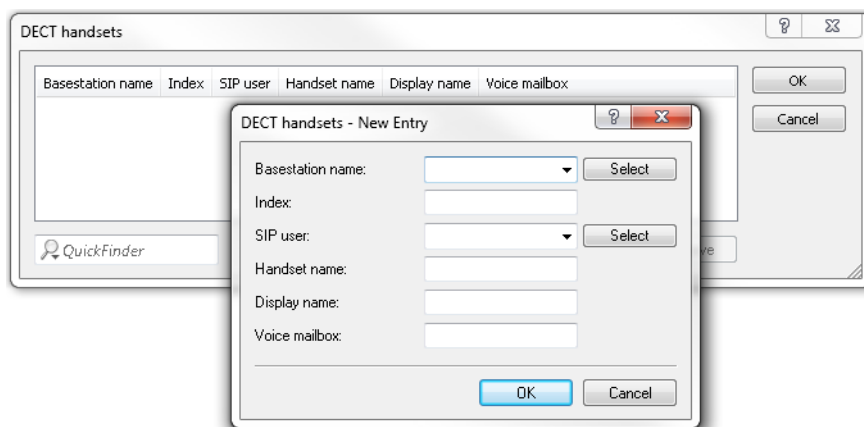 DECT handsets
Basestation name Index SIP user Handset name Display name Voice mailbox
OK
Cancel
QuickFinder
DECT handsets - New Entry
Basestation name: Select
Index:
SIP user: Select
Handset name:
Display name:
Voice mailbox:
OK Cancel